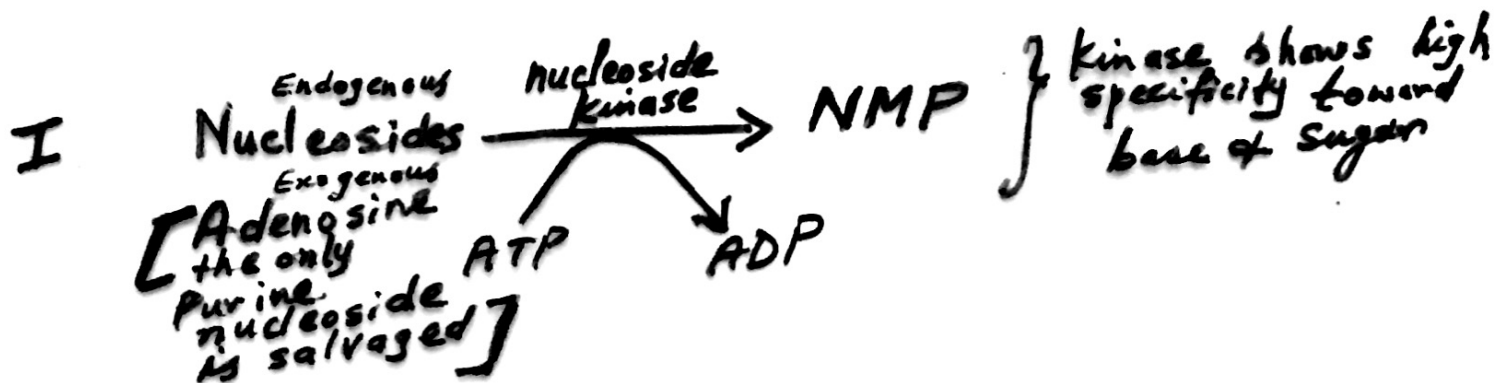 I
Endogenous
Nucleosides
Exogenous
[Adenosine
the only
Purine
nucleoside
is salvaged]
nucleoside
kinase
ATP
ADP
NMP
} kinase shows high
specificity toward
base & sugar